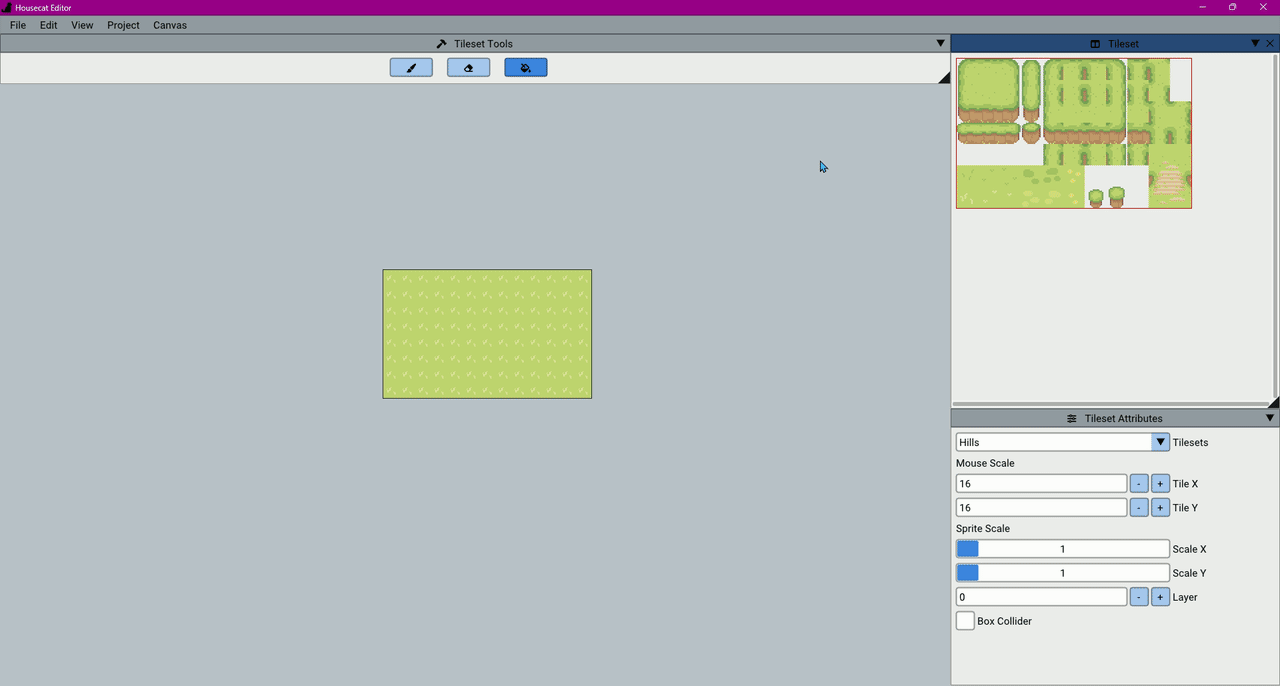 Housecat Editor
File Edit View Project Canvas
Tileset Tools
Tileset
Tileset Attributes
Hills Tilesets
Mouse Scale
16 - + Tile X
16 - + Tile Y
Sprite Scale
1 Scale X
1 Scale Y
0 - + Layer
Box Collider